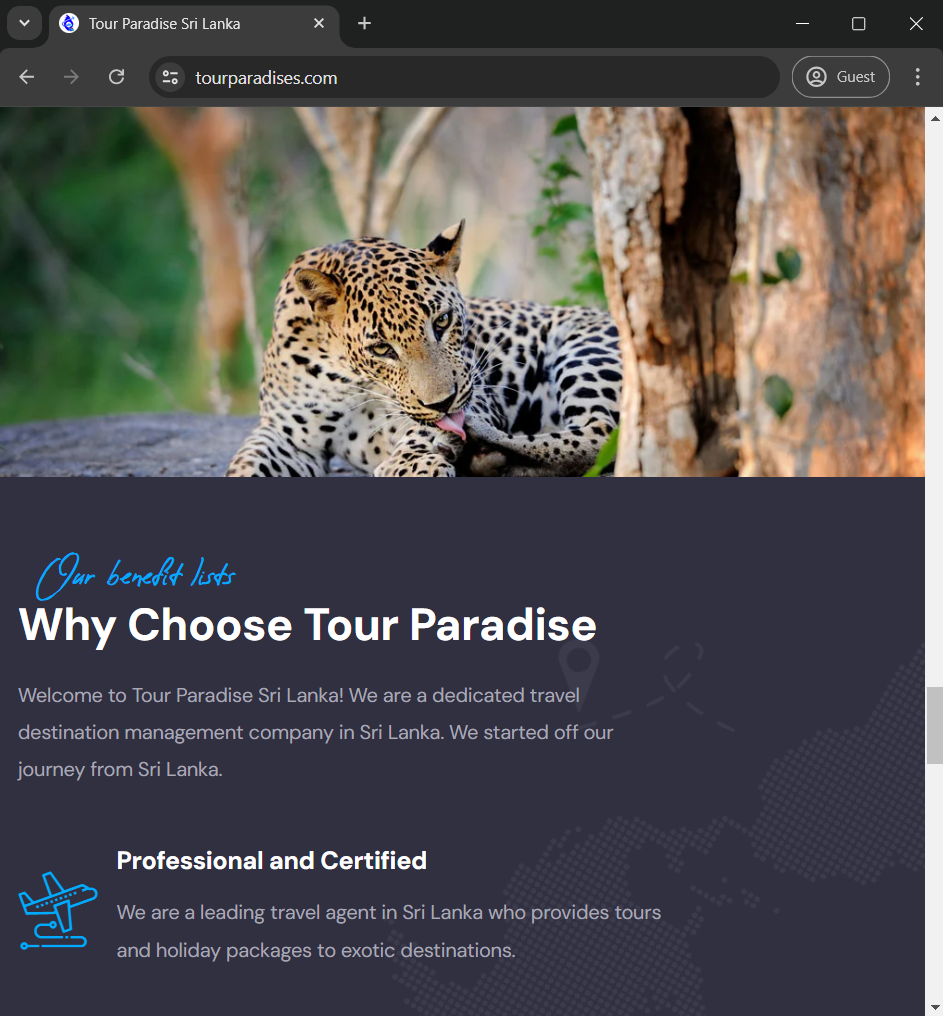 Tour Paradise Sri Lanka
tourparadises.com
Guest
Our benefit lists
Why Choose Tour Paradise
Welcome to Tour Paradise Sri Lanka! We are a dedicated travel
destination management company in Sri Lanka. We started off our
journey from Sri Lanka.
Professional and Certified
We are a leading travel agent in Sri Lanka who provides tours
and holiday packages to exotic destinations.